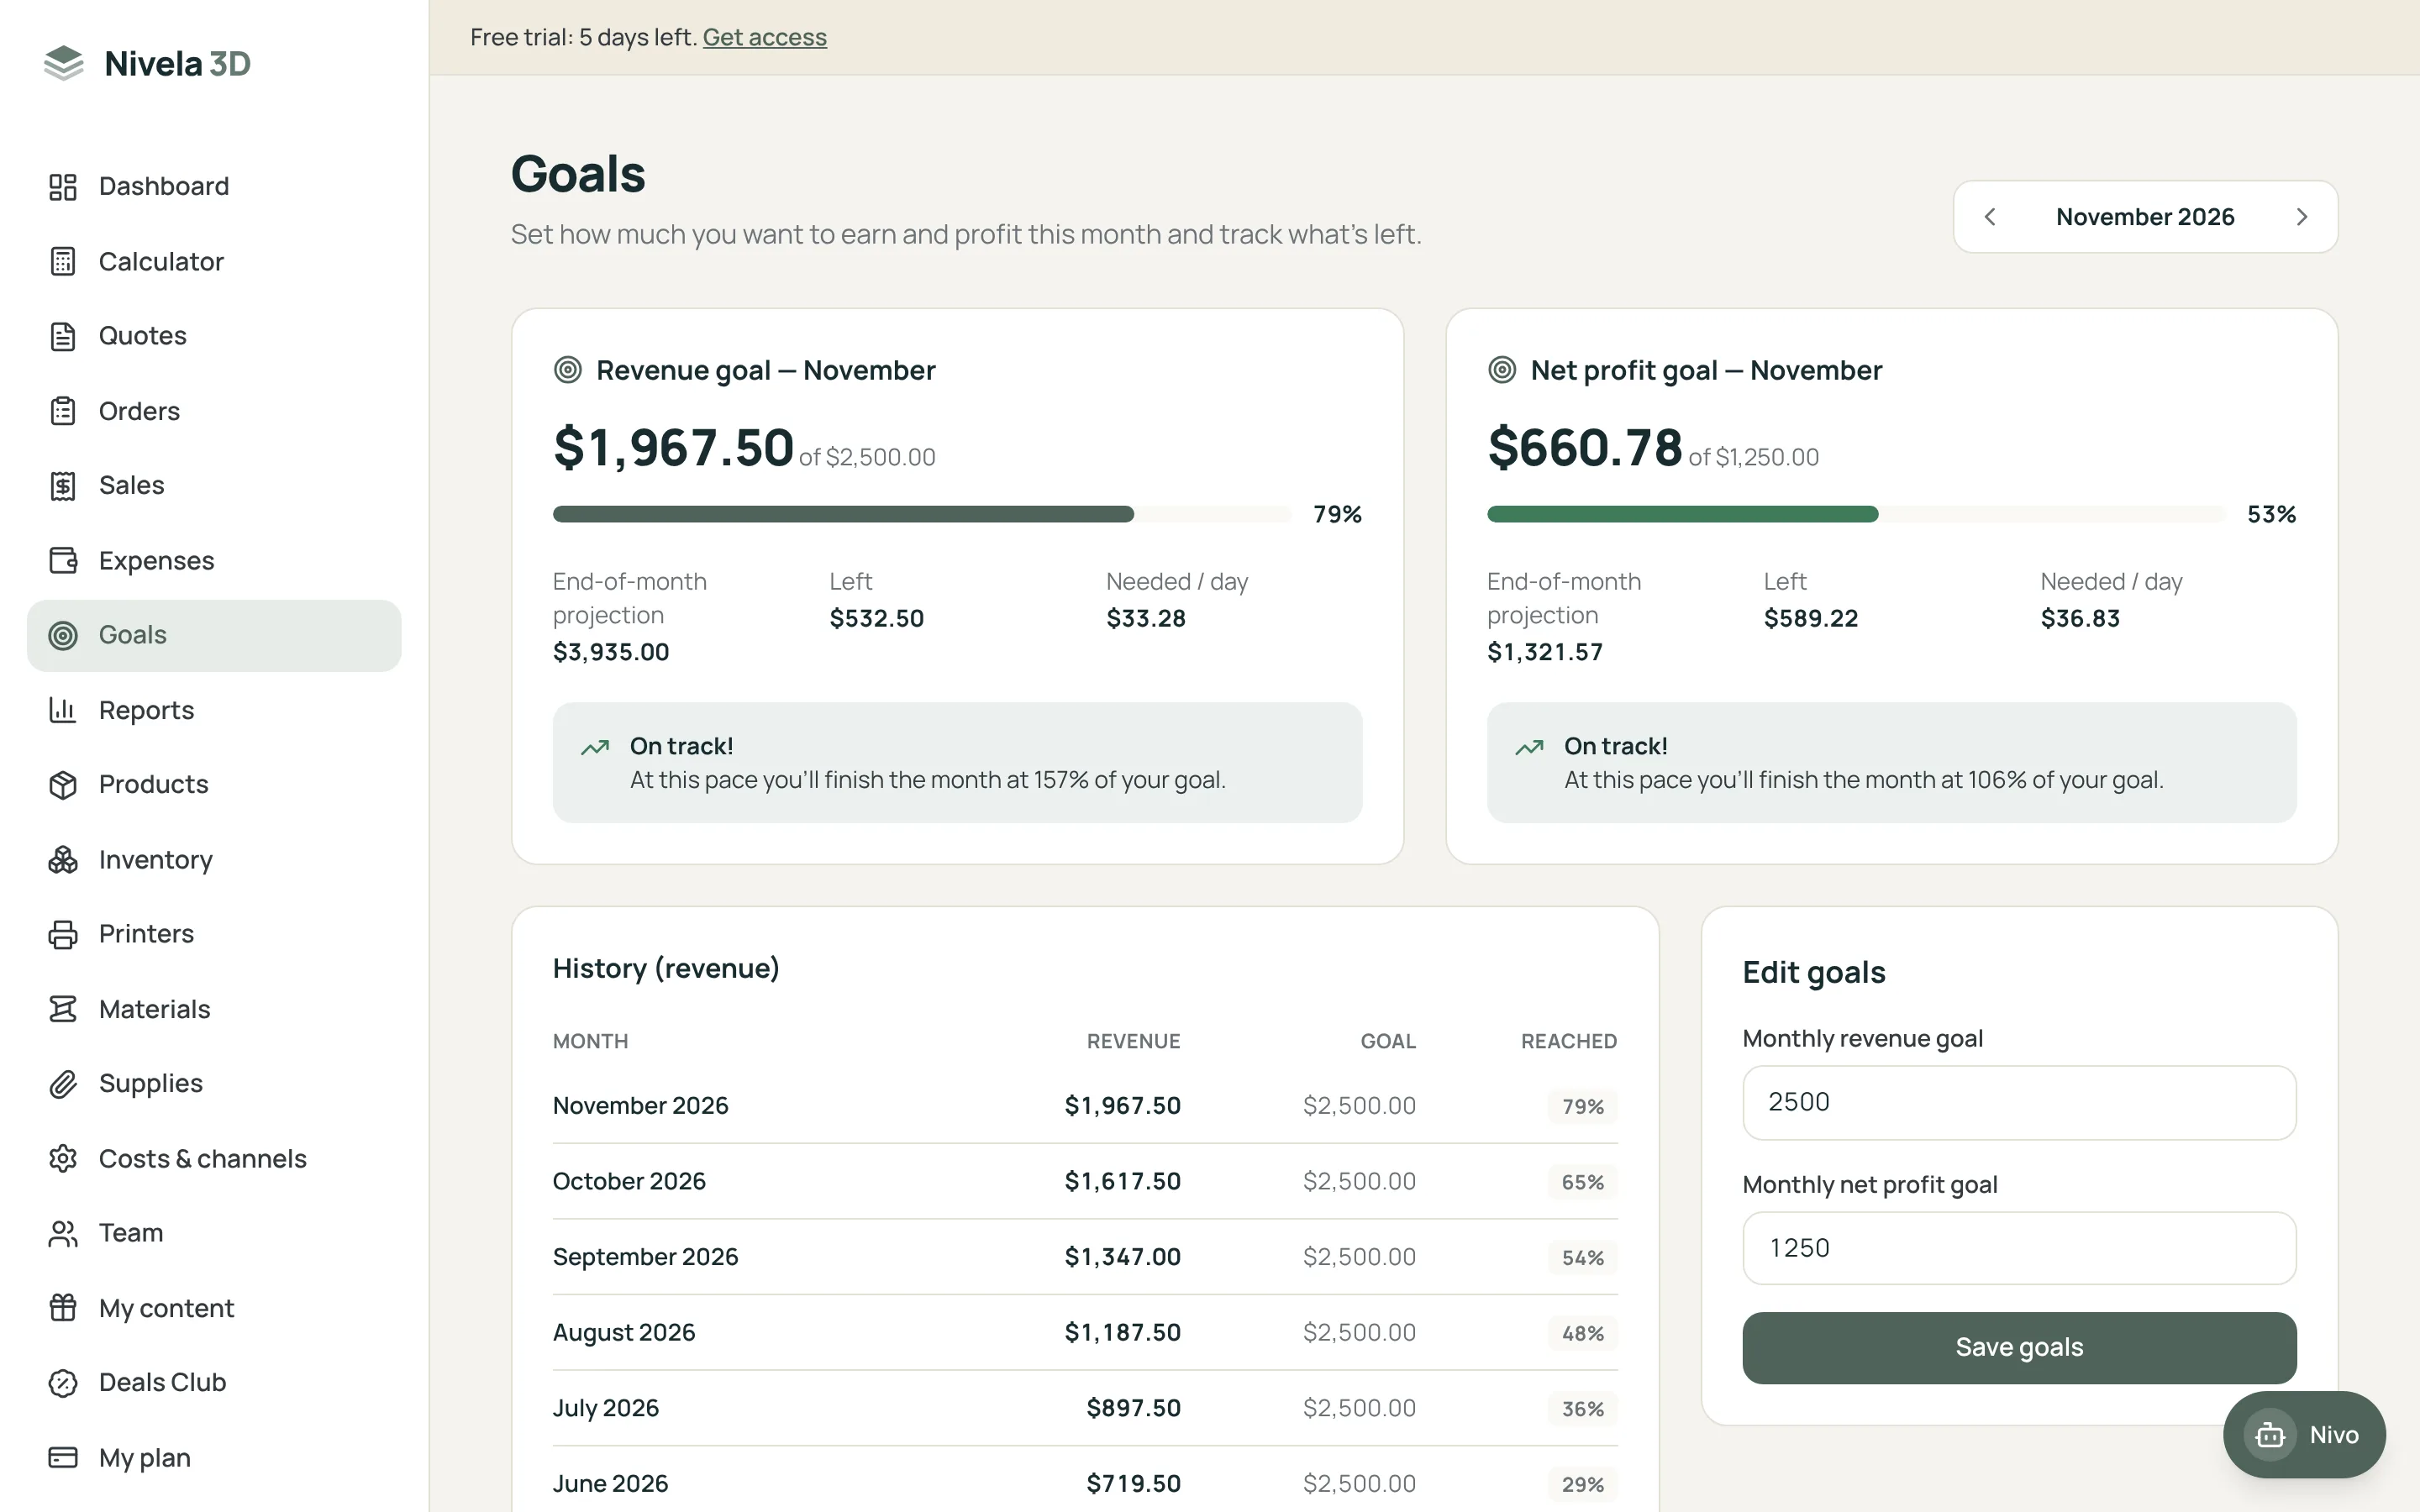 Nivela 3D
Dashboard
Calculator
Quotes
Orders
Sales
Expenses
Goals
Reports
Products
Inventory
Printers
Materials
Supplies
Costs & channels
Team
My content
Deals Club
My plan
Free trial: 5 days left. Get access
Goals
Set how much you want to earn and profit this month and track what's left.
November 2026
Revenue goal — November
$1,967.50 of $2,500.00
79%
End-of-month projection
$3,935.00
Left
$532.50
Needed / day
$33.28
On track!
At this pace you'll finish the month at 157% of your goal.
Net profit goal — November
$660.78 of $1,250.00
53%
End-of-month projection
$1,321.57
Left
$589.22
Needed / day
$36.83
On track!
At this pace you'll finish the month at 106% of your goal.
History (revenue)
MONTH REVENUE GOAL REACHED
November 2026 $1,967.50 $2,500.00 79%
October 2026 $1,617.50 $2,500.00 65%
September 2026 $1,347.00 $2,500.00 54%
August 2026 $1,187.50 $2,500.00 48%
July 2026 $897.50 $2,500.00 36%
June 2026 $719.50 $2,500.00 29%
Edit goals
Monthly revenue goal
2500
Monthly net profit goal
1250
Save goals
Nivo